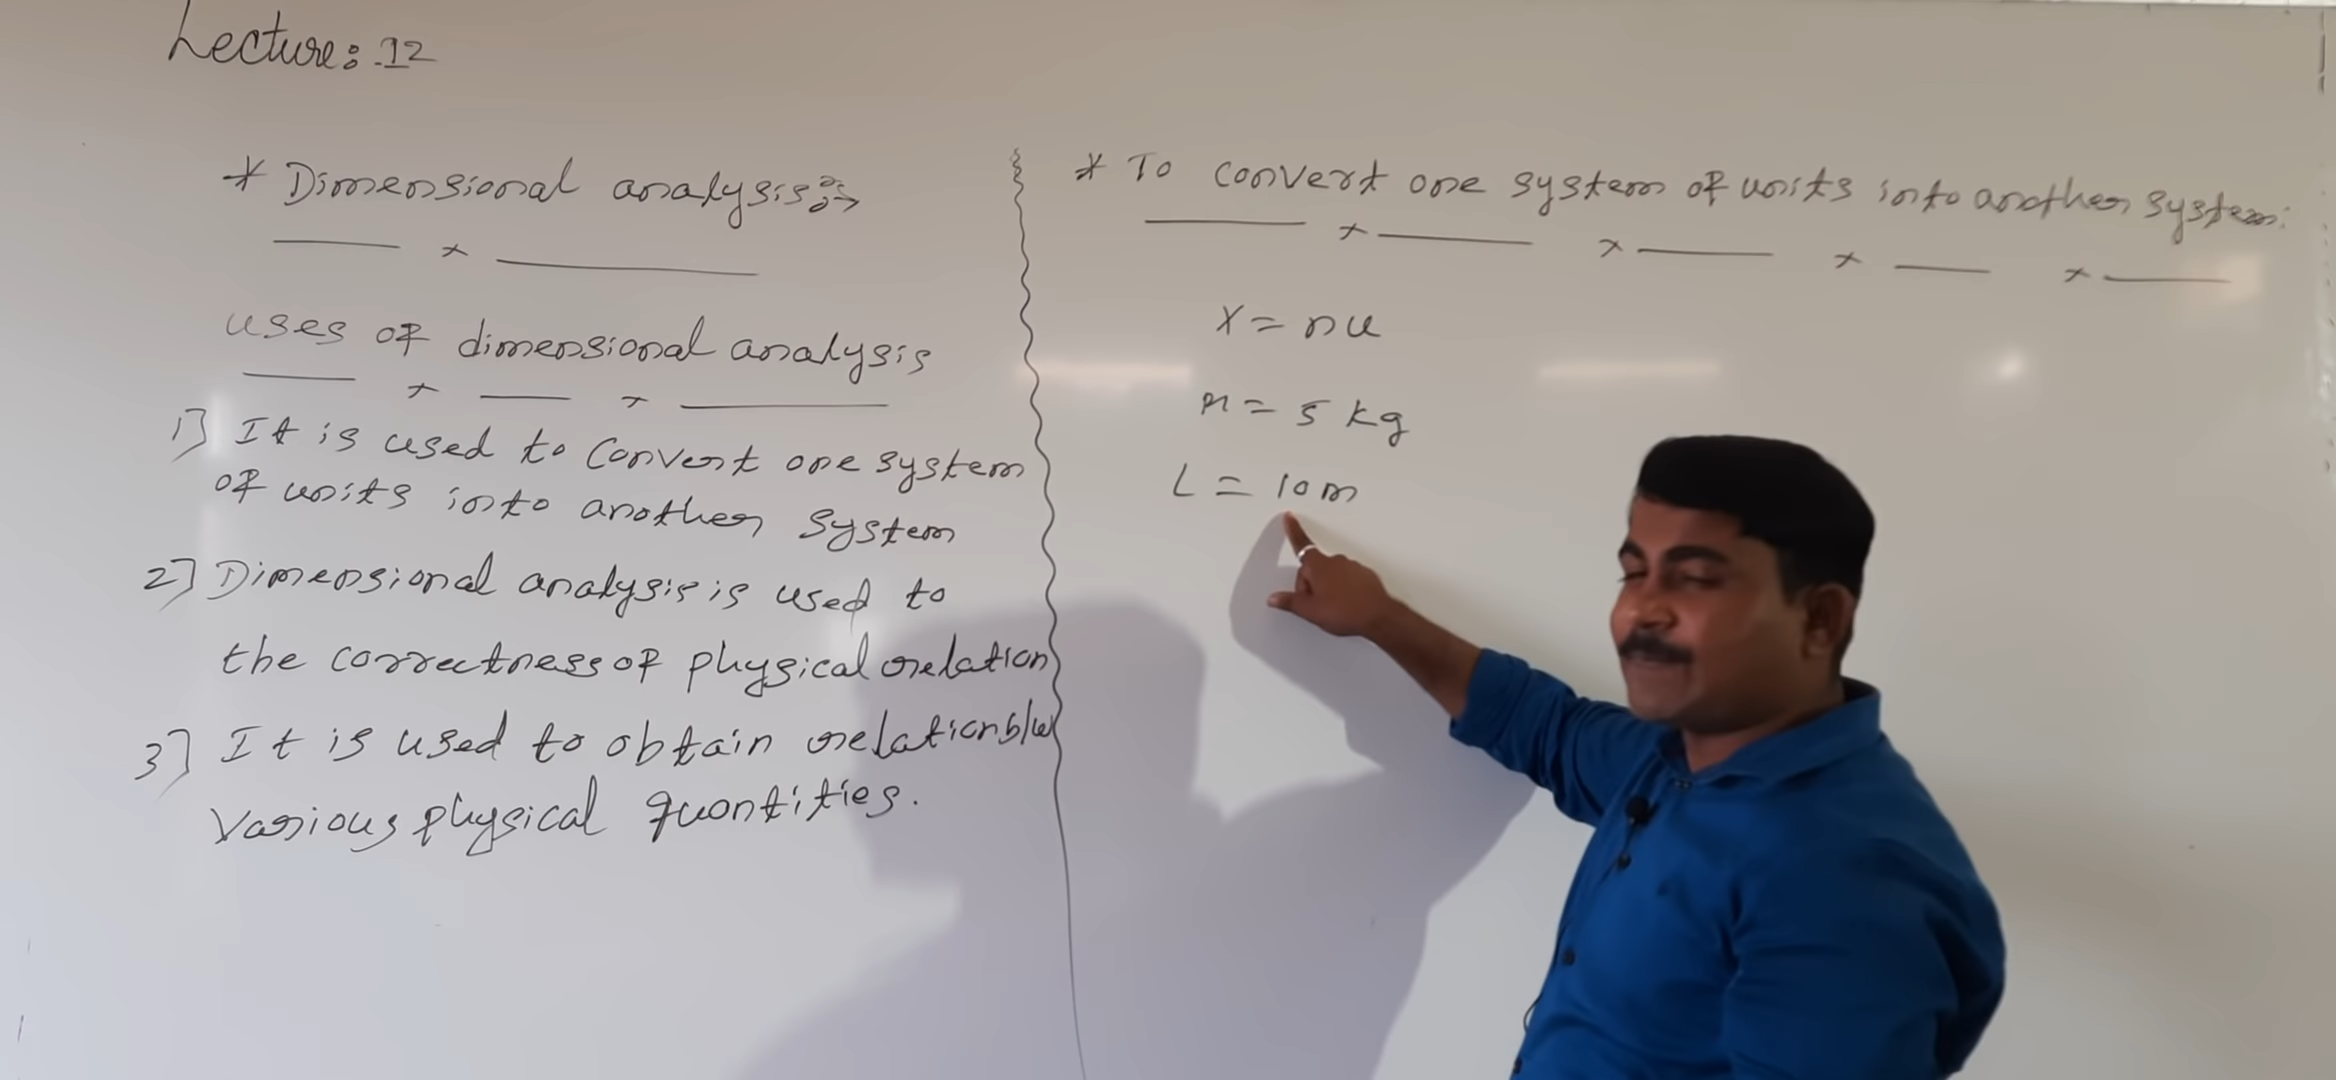 Lecture: 12
* Dimensional analysis:→
uses of dimensional analysis
1] It is used to convert one system
of units into another system
2] Dimensional analysis is used to
the correctness of physical relation
3] It is used to obtain relation b/w
various physical quantities.
* To convert one system of units into another system:
X = nu
M = 5 kg
L = 10 m